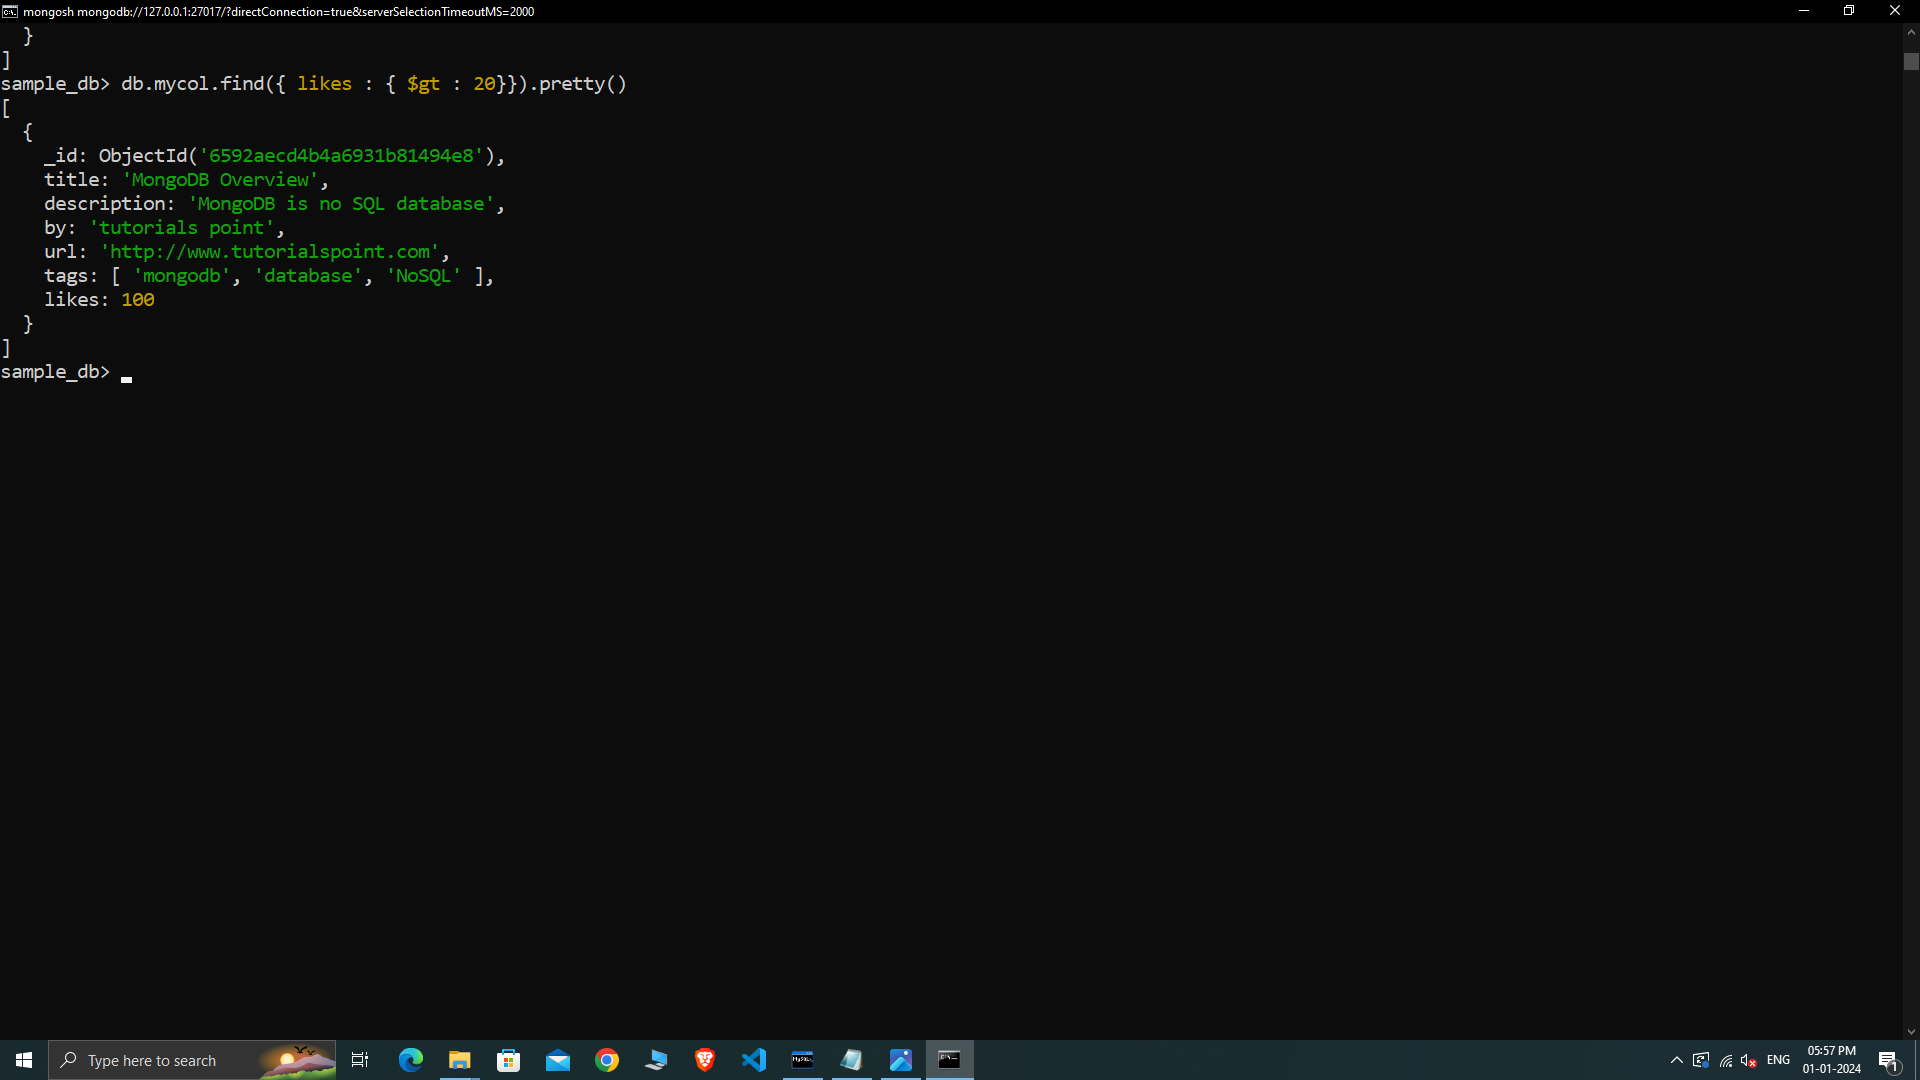 mongosh mongodb://127.0.0.1:27017/?directConnection=true&serverSelectionTimeoutMS=2000
}
]
sample_db> db.mycol.find({ likes : { $gt : 20}}).pretty()
[
{
_id: ObjectId('6592aecd4b4a6931b81494e8'),
title: 'MongoDB Overview',
description: 'MongoDB is no SQL database',
by: 'tutorials point',
url: 'http://www.tutorialspoint.com',
tags: [ 'mongodb', 'database', 'NoSQL' ],
likes: 100
}
]
sample_db>
Type here to search
MySQL
ENG
05:57 PM
01-01-2024
1